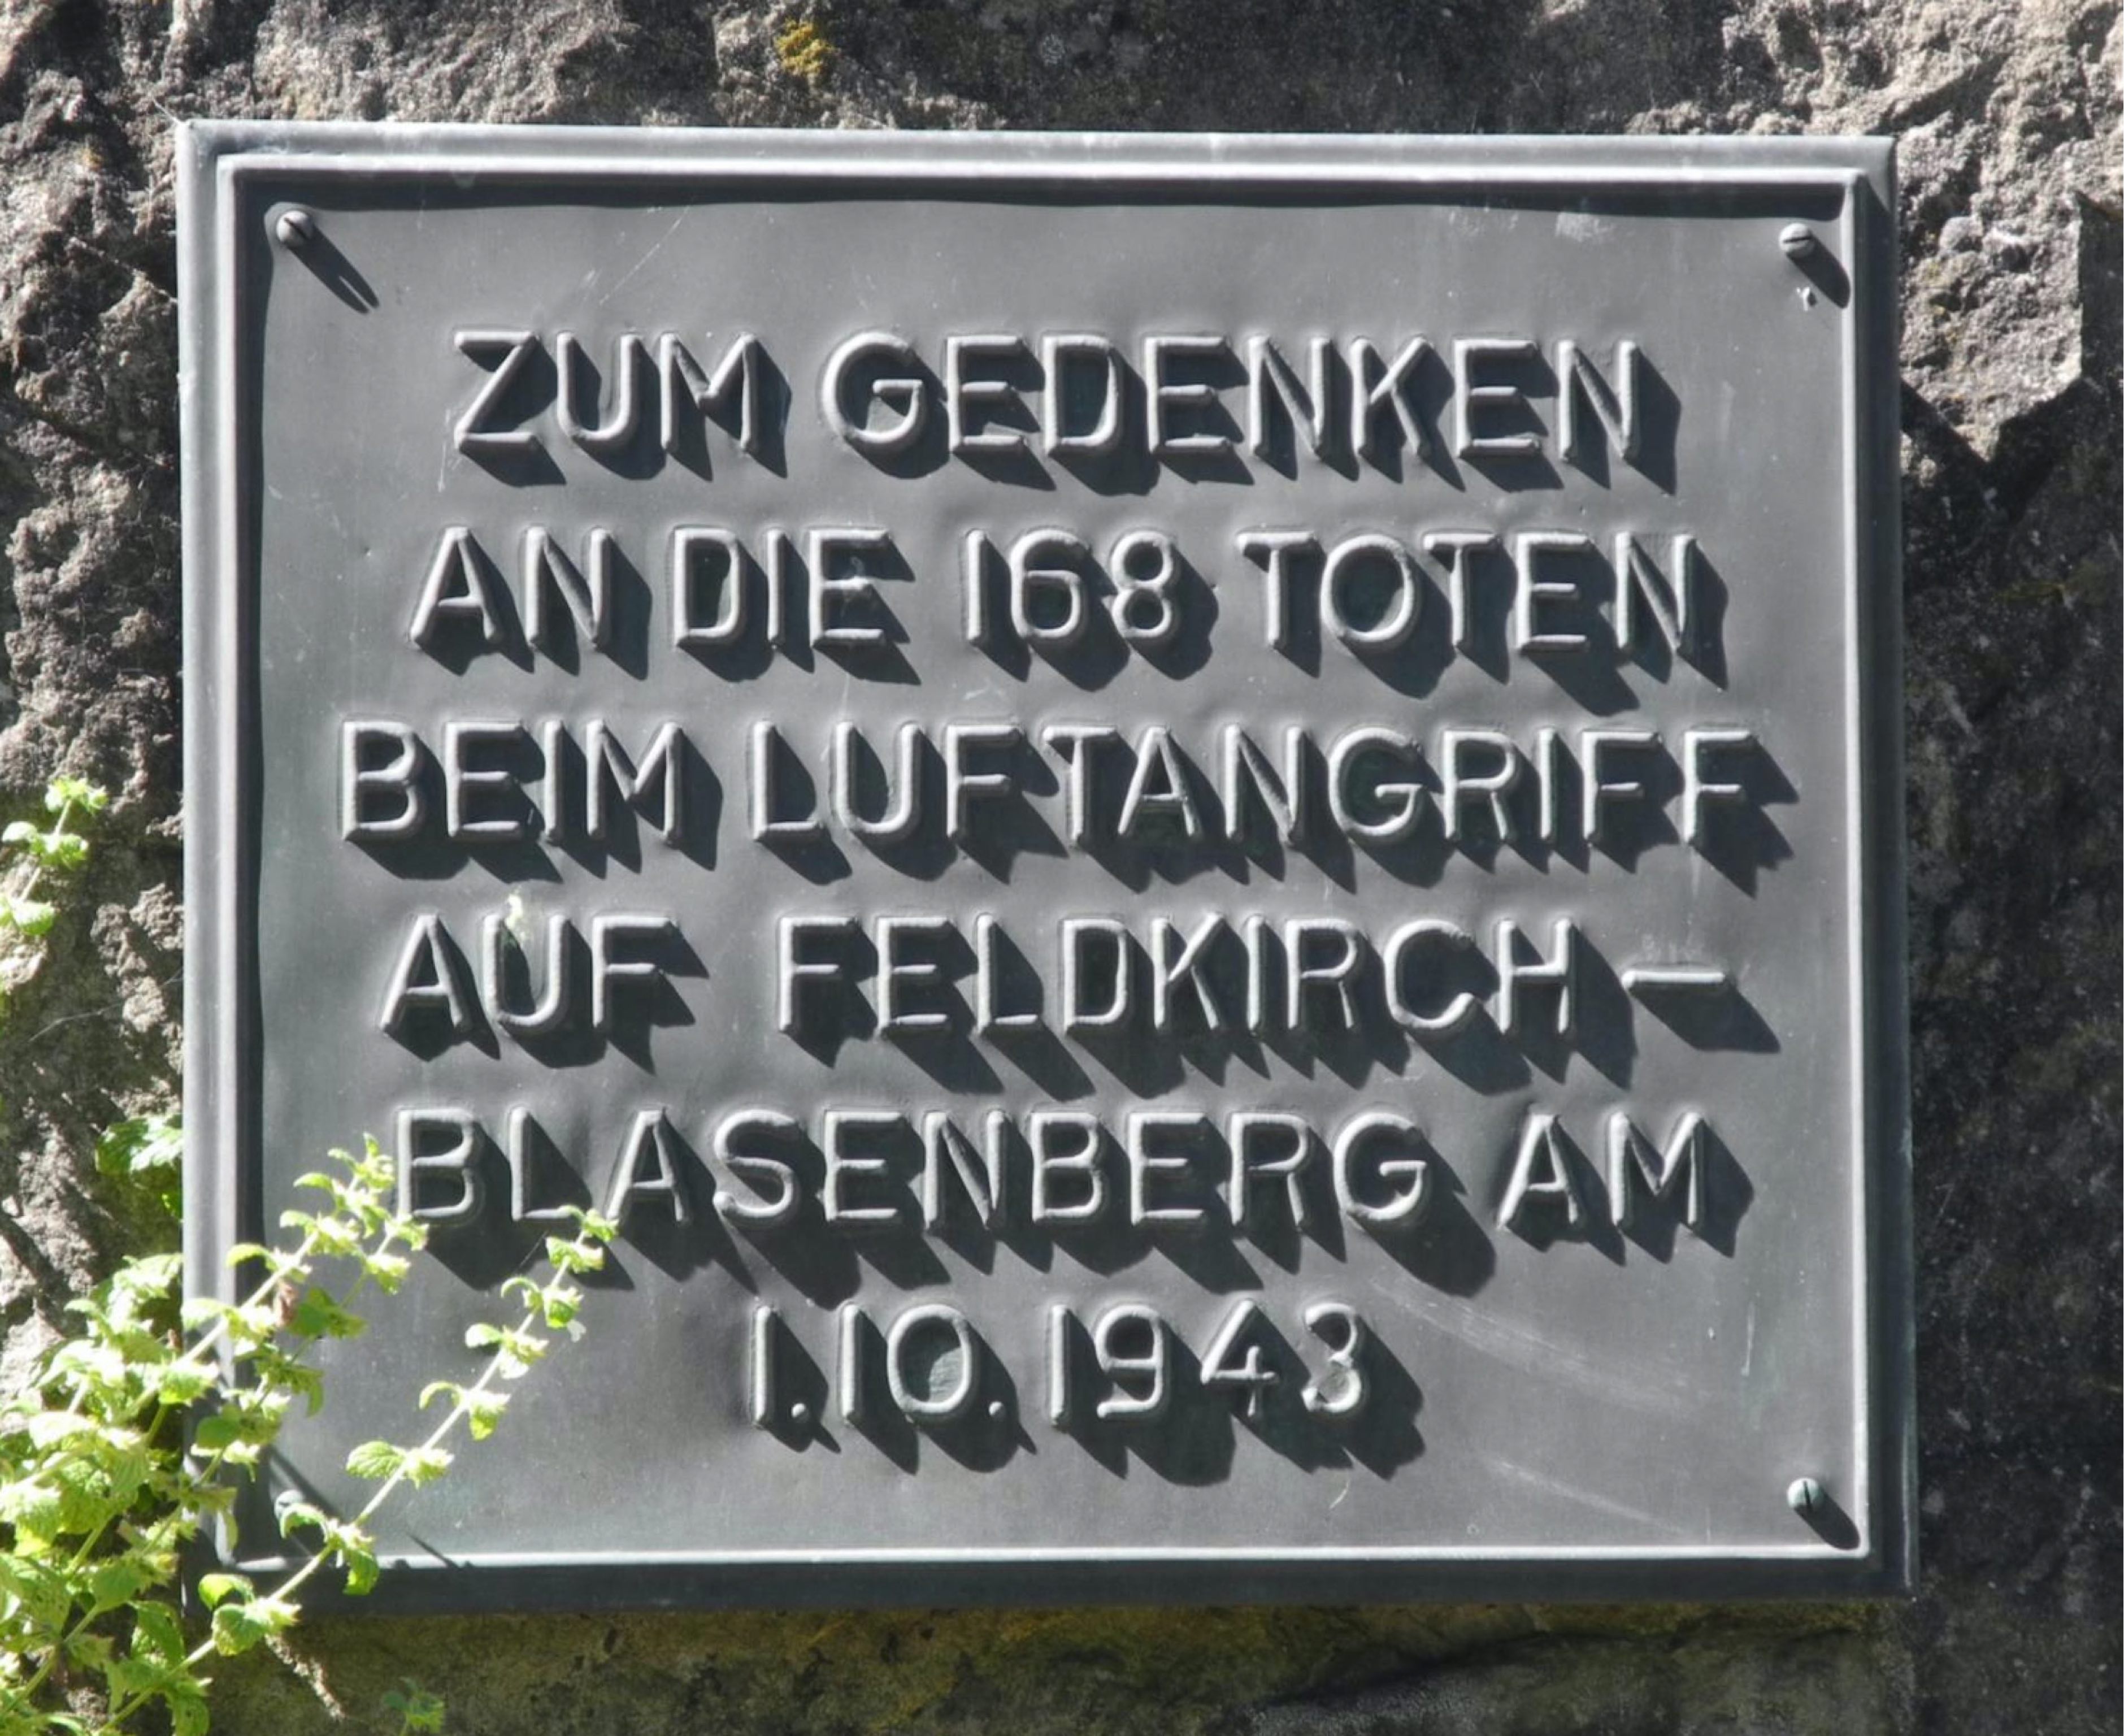 ZUM GEDENKEN
AN DIE 168 TOTEN
BEIM LUFTANGRIFF
AUF FELDKIRCH–
BLASENBERG AM
1.10.1943